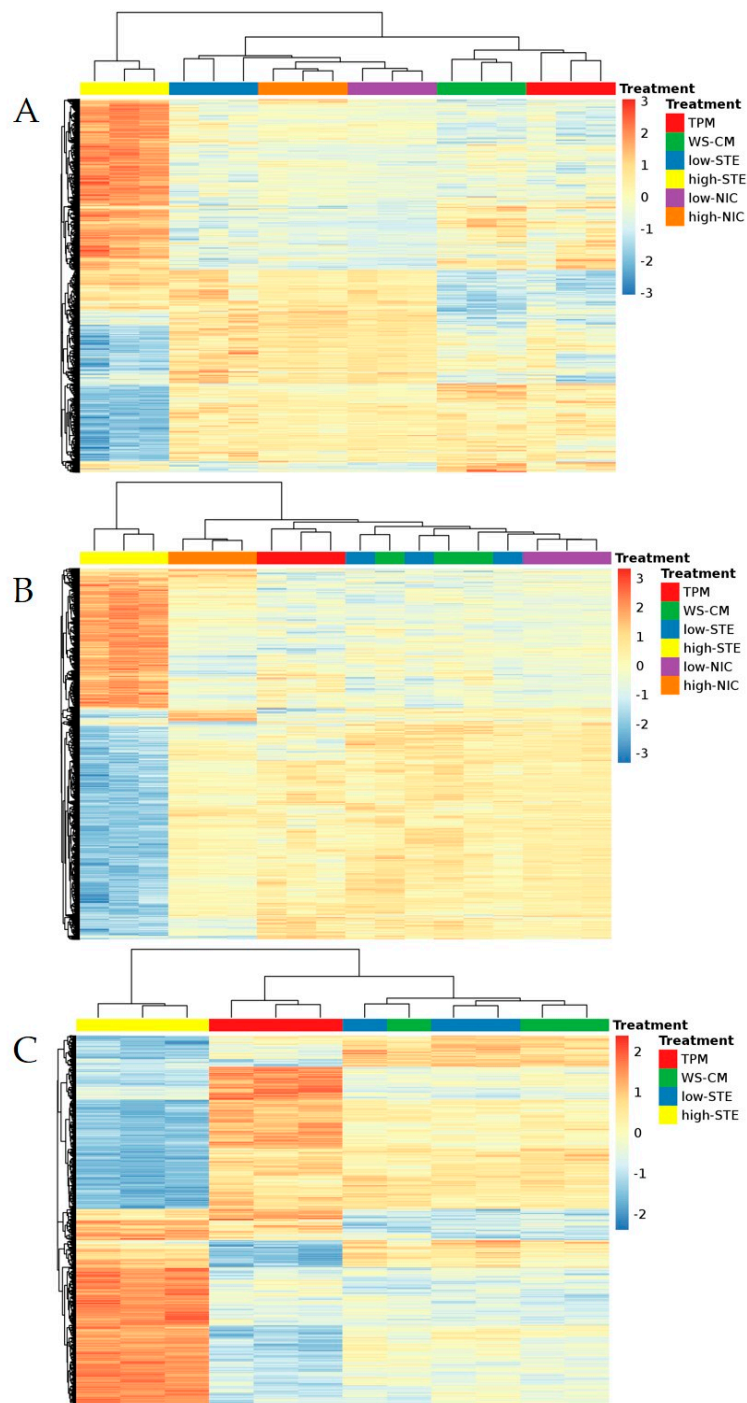 A
Treatment
Treatment
TPM
WS-CM
low-STE
high-STE
low-NIC
high-NIC
3
2
1
0
-1
-2
-3
B
Treatment
Treatment
TPM
WS-CM
low-STE
high-STE
low-NIC
high-NIC
3
2
1
0
-1
-2
-3
C
Treatment
Treatment
TPM
WS-CM
low-STE
high-STE
2
1
0
-1
-2